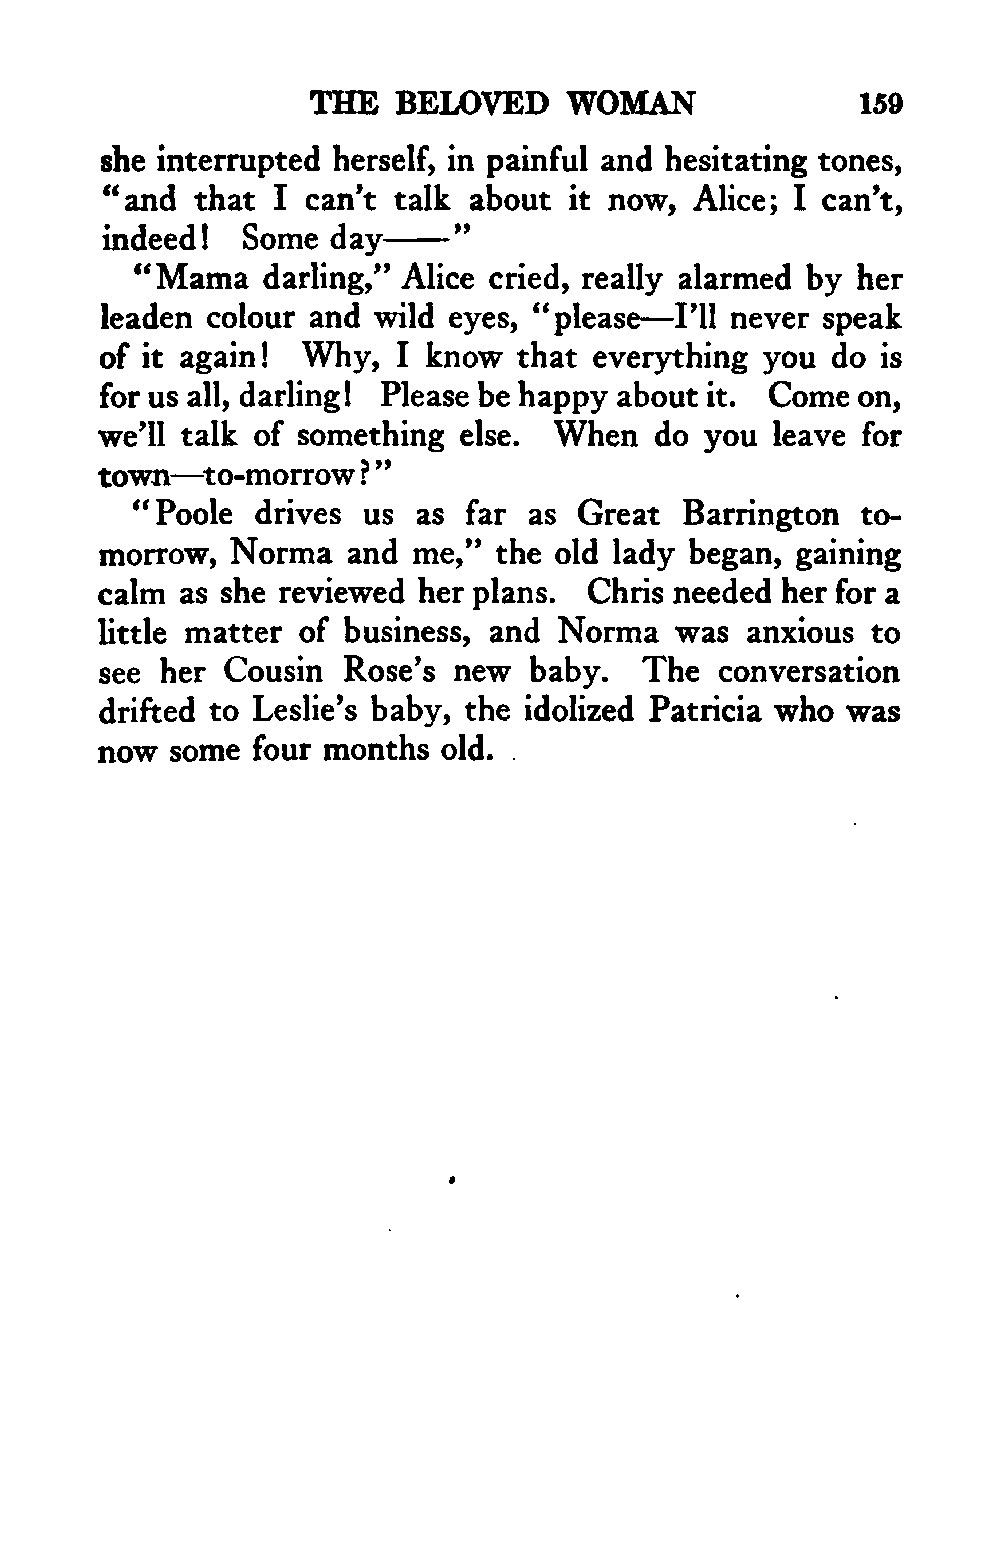 THE BELOVED WOMAN 159
she interrupted herself, in painful and hesitating tones,
“and that I can’t talk about it now, Alice; I can’t,
indeed! Some day——”
“Mama darling,” Alice cried, really alarmed by her
leaden colour and wild eyes, “please—I’ll never speak
of it again! Why, I know that everything you do is
for us all, darling! Please be happy about it. Come on,
we’ll talk of something else. When do you leave for
town—to-morrow?”
“Poole drives us as far as Great Barrington to-
morrow, Norma and me,” the old lady began, gaining
calm as she reviewed her plans. Chris needed her for a
little matter of business, and Norma was anxious to
see her Cousin Rose’s new baby. The conversation
drifted to Leslie’s baby, the idolized Patricia who was
now some four months old.